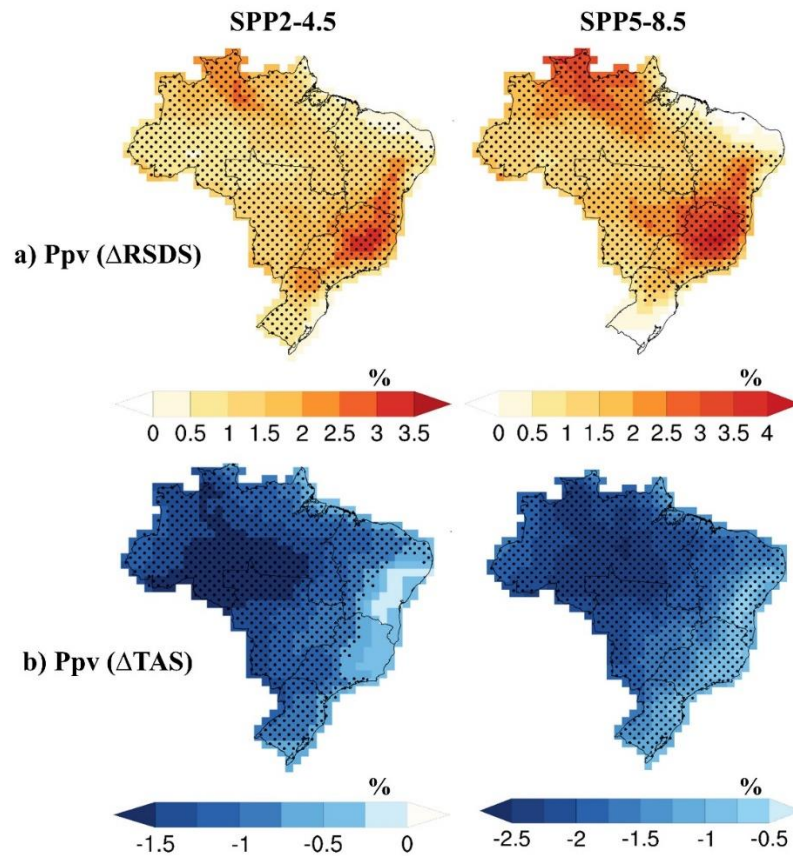 SPP2-4.5 SPP5-8.5
a) Ppv (ΔRSDS)
% %
0 0.5 1 1.5 2 2.5 3 3.5 0 0.5 1 1.5 2 2.5 3 3.5 4
b) Ppv (ΔTAS)
% %
-1.5 -1 -0.5 0 -2.5 -2 -1.5 -1 -0.5